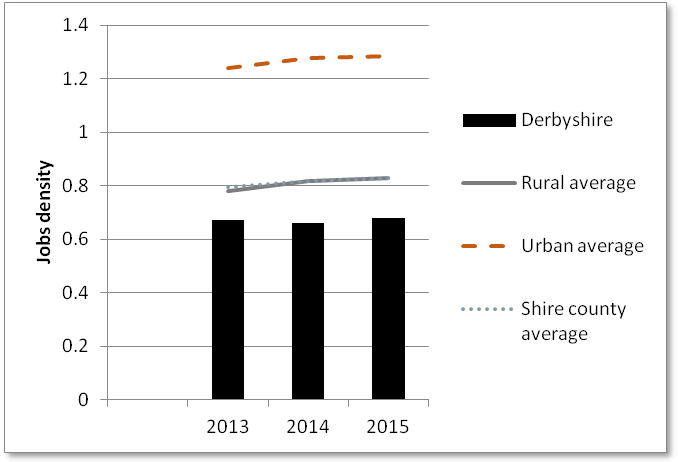 1.4
1.2
1
0.8
0.6
0.4
0.2
0
Jobs density
2013 2014 2015
Derbyshire
Rural average
Urban average
Shire county
average